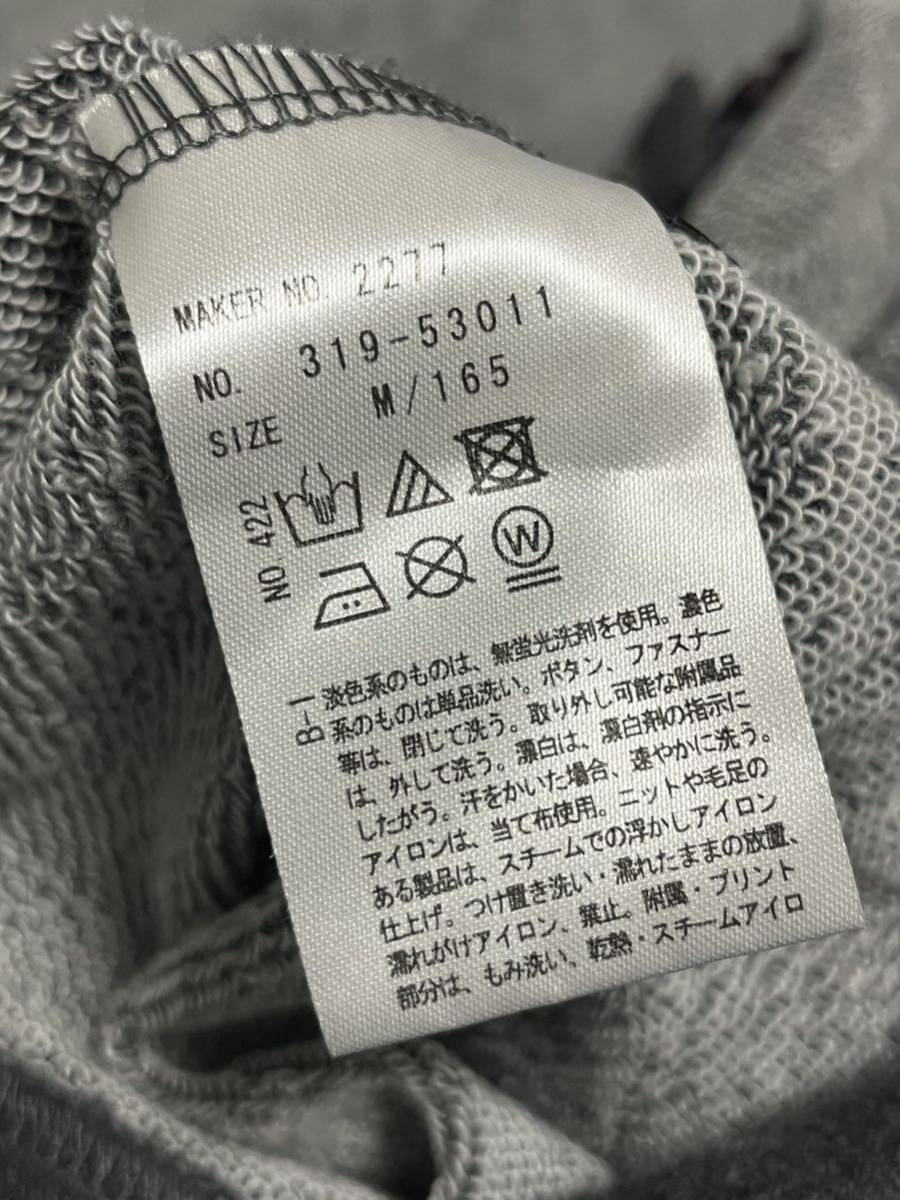 MAKER NO. 2277
NO. 319-53011
SIZE M/165
NO. 422
W
B-1
淡色系のものは、無蛍光洗剤を使用。濃色
系のものは単品洗い。ボタン、ファスナー
等は、閉じて洗う。取り外し可能な附属品
は、外して洗う。漂白は、漂白剤の指示に
したがう。汗をかいた場合、速やかに洗う。
アイロンは、当て布使用。ニットや毛足の
ある製品は、スチームでの浮かしアイロン
仕上げ。つけ置き洗い・濡れたままの放置、
濡れがけアイロン、禁止。附属・プリント
部分は、もみ洗い、乾熱・スチームアイロ